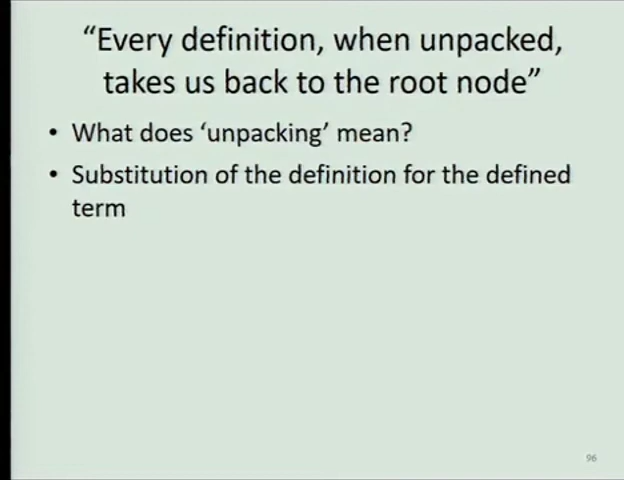 “Every definition, when unpacked,
takes us back to the root node”
• What does ‘unpacking’ mean?
• Substitution of the definition for the defined
term
96